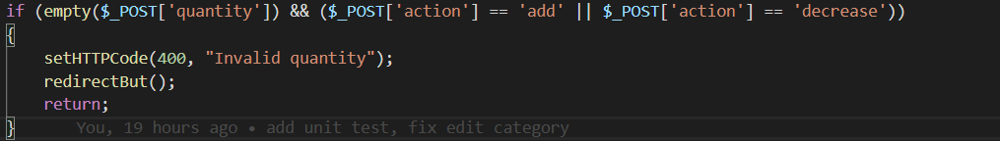 if (empty($_POST['quantity']) && ($_POST['action'] == 'add' || $_POST['action'] == 'decrease'))
{
    setHTTPCode(400, "Invalid quantity");
    redirectBut();
    return;
}     You, 19 hours ago • add unit test, fix edit category